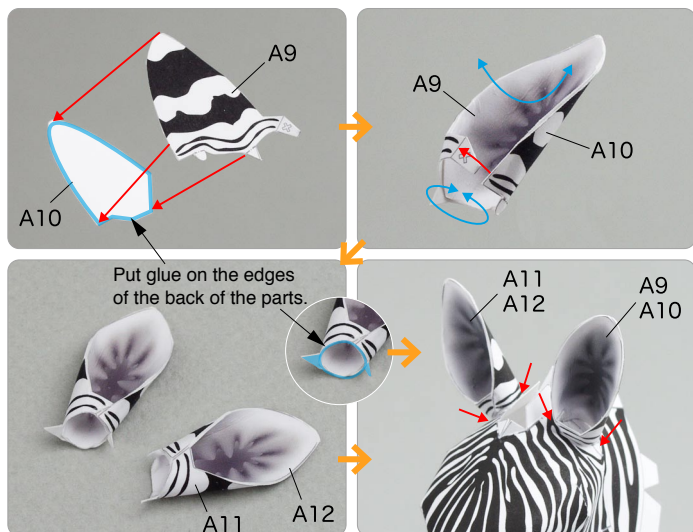 A9
A10
A9
A10
Put glue on the edges
of the back of the parts.
A11
A12
A11
A12
A9
A10